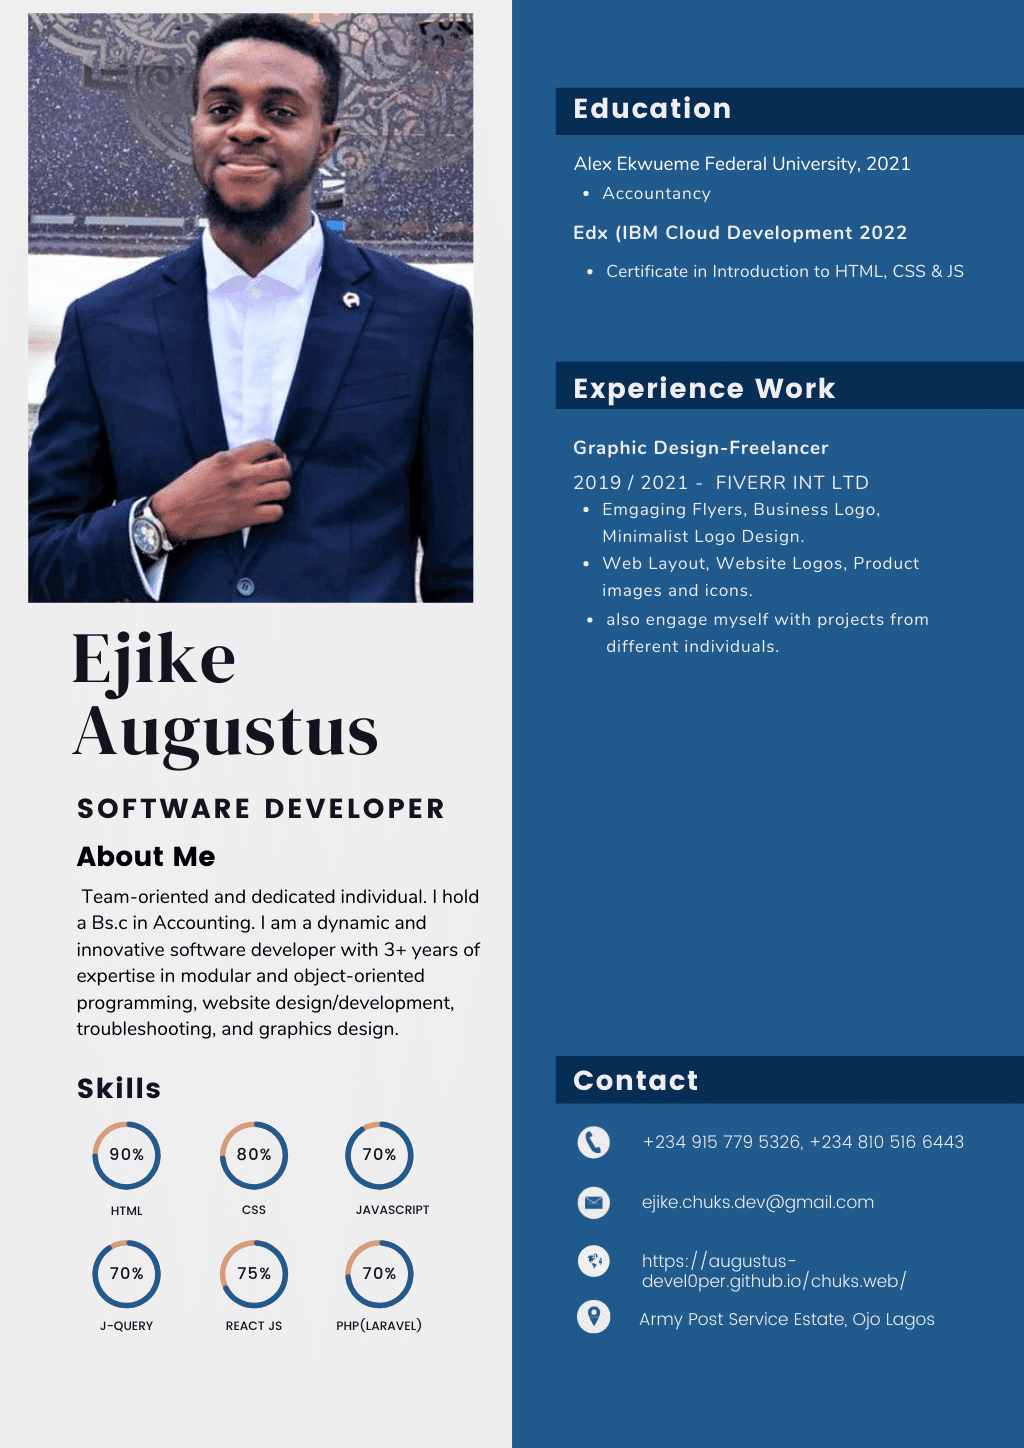 Ejike
Augustus
SOFTWARE DEVELOPER
About Me
Team-oriented and dedicated individual. I hold
a Bs.c in Accounting. I am a dynamic and
innovative software developer with 3+ years of
expertise in modular and object-oriented
programming, website design/development,
troubleshooting, and graphics design.
Skills
90% 80% 70%
HTML CSS JAVASCRIPT
70% 75% 70%
J-QUERY REACT JS PHP(LARAVEL)
Education
Alex Ekwueme Federal University, 2021
• Accountancy
Edx (IBM Cloud Development 2022
• Certificate in Introduction to HTML, CSS & JS
Experience Work
Graphic Design-Freelancer
2019 / 2021 - FIVERR INT LTD
• Emgaging Flyers, Business Logo,
Minimalist Logo Design.
• Web Layout, Website Logos, Product
images and icons.
• also engage myself with projects from
different individuals.
Contact
+234 915 779 5326, +234 810 516 6443
ejike.chuks.dev@gmail.com
https://augustus-
devel0per.github.io/chuks.web/
Army Post Service Estate, Ojo Lagos